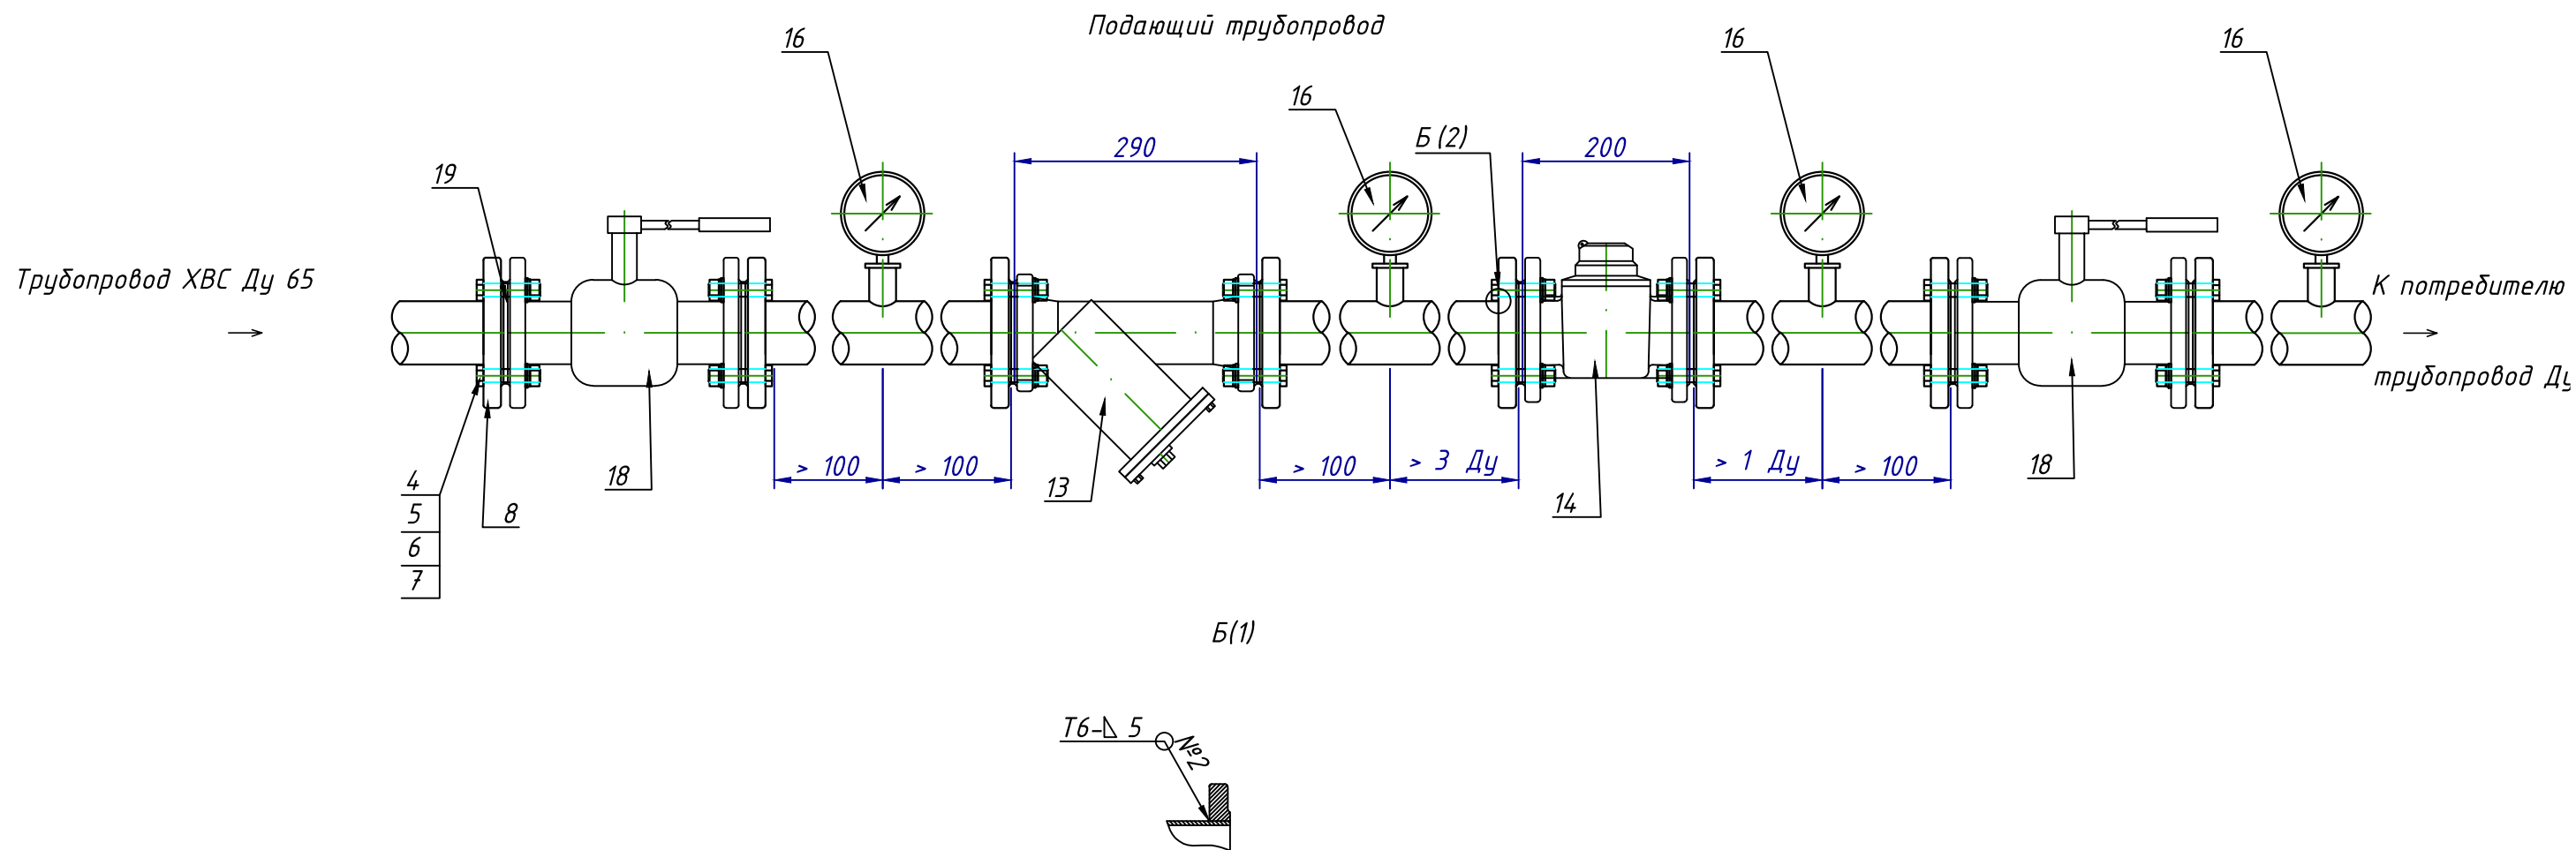 Подающий трубопровод
16
16
16
16
Б (2)
290
200
19
Трубопровод ХВС Ду 65
К потребителю
трубопровод Ду
> 100
> 100
> 100
> 3 Ду
> 1 Ду
> 100
18
13
14
18
4
5
6
7
8
Б(1)
Т6-⊿ 5
№2